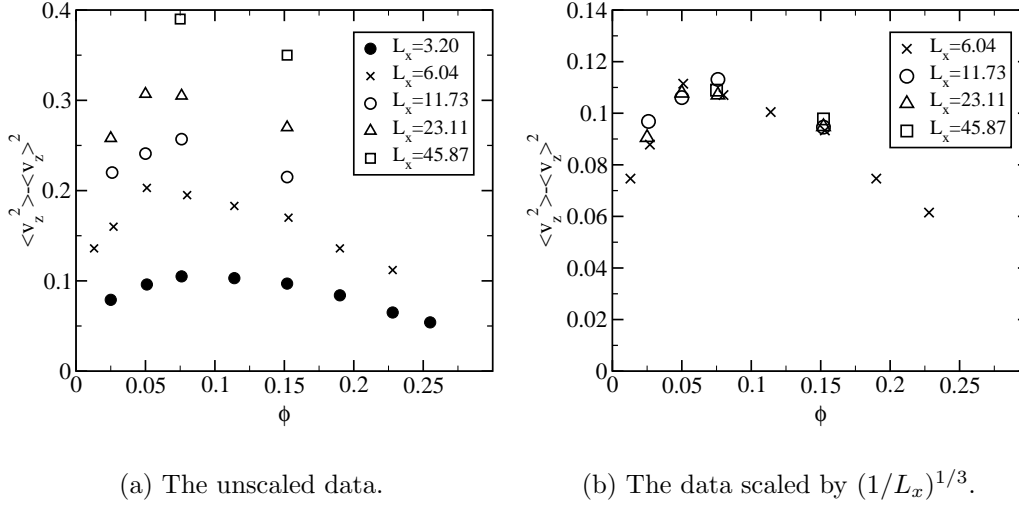 0.4
0.3
0.2
0.1
0
<v_z^2>-<v_z>^2
L_x=3.20
L_x=6.04
L_x=11.73
L_x=23.11
L_x=45.87
0 0.05 0.1 0.15 0.2 0.25
ϕ
(a) The unscaled data.
0.14
0.12
0.1
0.08
0.06
0.04
0.02
0
<v_z^2>-<v_z>^2
L_x=6.04
L_x=11.73
L_x=23.11
L_x=45.87
0 0.05 0.1 0.15 0.2 0.25
ϕ
(b) The data scaled by (1/L_x)^{1/3}.